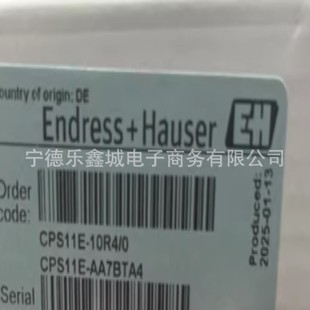 ountry of origin: DE
Endress+Hauser EH
宁德乐鑫城电子商务有限公司
Order
code:
CPS11E-10R4/0
CPS11E-AA7BTA4
Serial
Produced:
2025-01-13